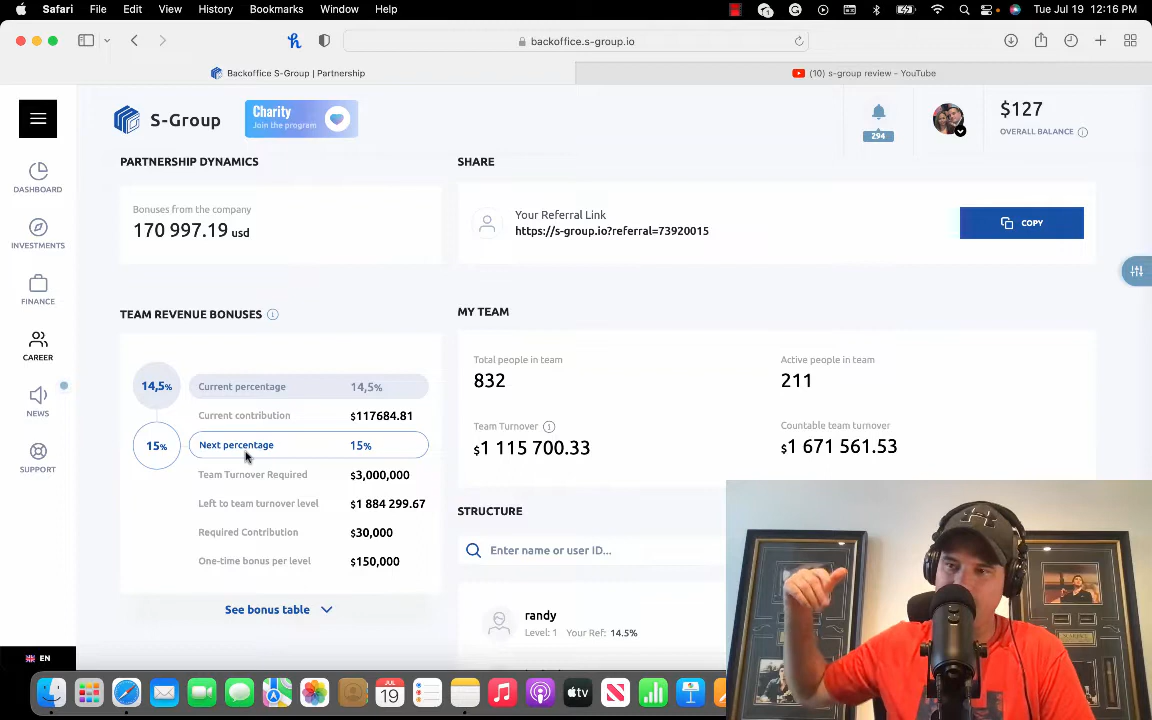 Safari File Edit View History Bookmarks Window Help Tue Jul 19 12:16 PM
backoffice.s-group.io
Backoffice S-Group | Partnership (10) s-group review – YouTube
S-Group
Charity
Join the program
294
$127
OVERALL BALANCE
DASHBOARD
INVESTMENTS
FINANCE
CAREER
NEWS
SUPPORT
EN
PARTNERSHIP DYNAMICS
Bonuses from the company
170 997.19 usd
SHARE
Your Referral Link
https://s-group.io?referral=73920015
COPY
TEAM REVENUE BONUSES
14,5% Current percentage 14,5%
Current contribution $117684.81
15% Next percentage 15%
Team Turnover Required $3,000,000
Left to team turnover level $1 884 299.67
Required Contribution $30,000
One-time bonus per level $150,000
See bonus table
MY TEAM
Total people in team Active people in team
832 211
Team Turnover Countable team turnover
$1 115 700.33 $1 671 561.53
STRUCTURE
Enter name or user ID...
randy
Level: 1 Your Ref: 14.5%
JUL
19
tv